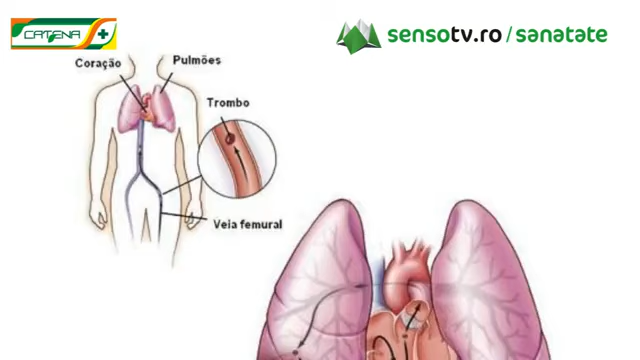 CATENA
sensotv.ro/sanatate
Coração
Pulmões
Trombo
Veia femural